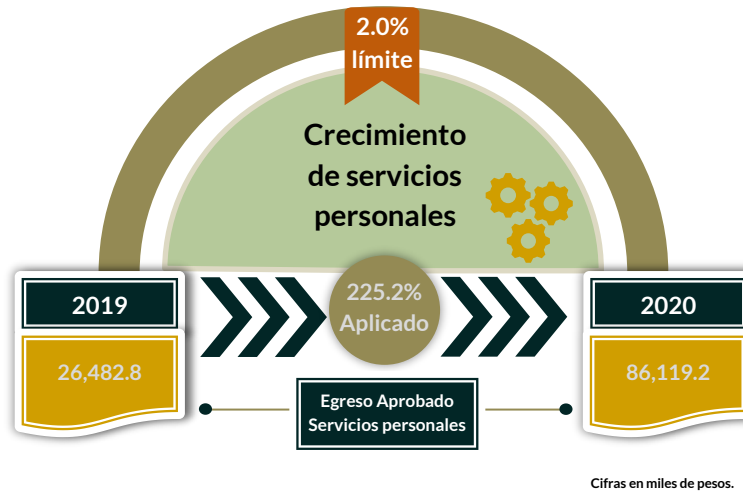 2.0%
límite
Crecimiento
de servicios
personales
2019
225.2%
Aplicado
2020
26,482.8
86,119.2
Egreso Aprobado
Servicios personales
Cifras en miles de pesos.